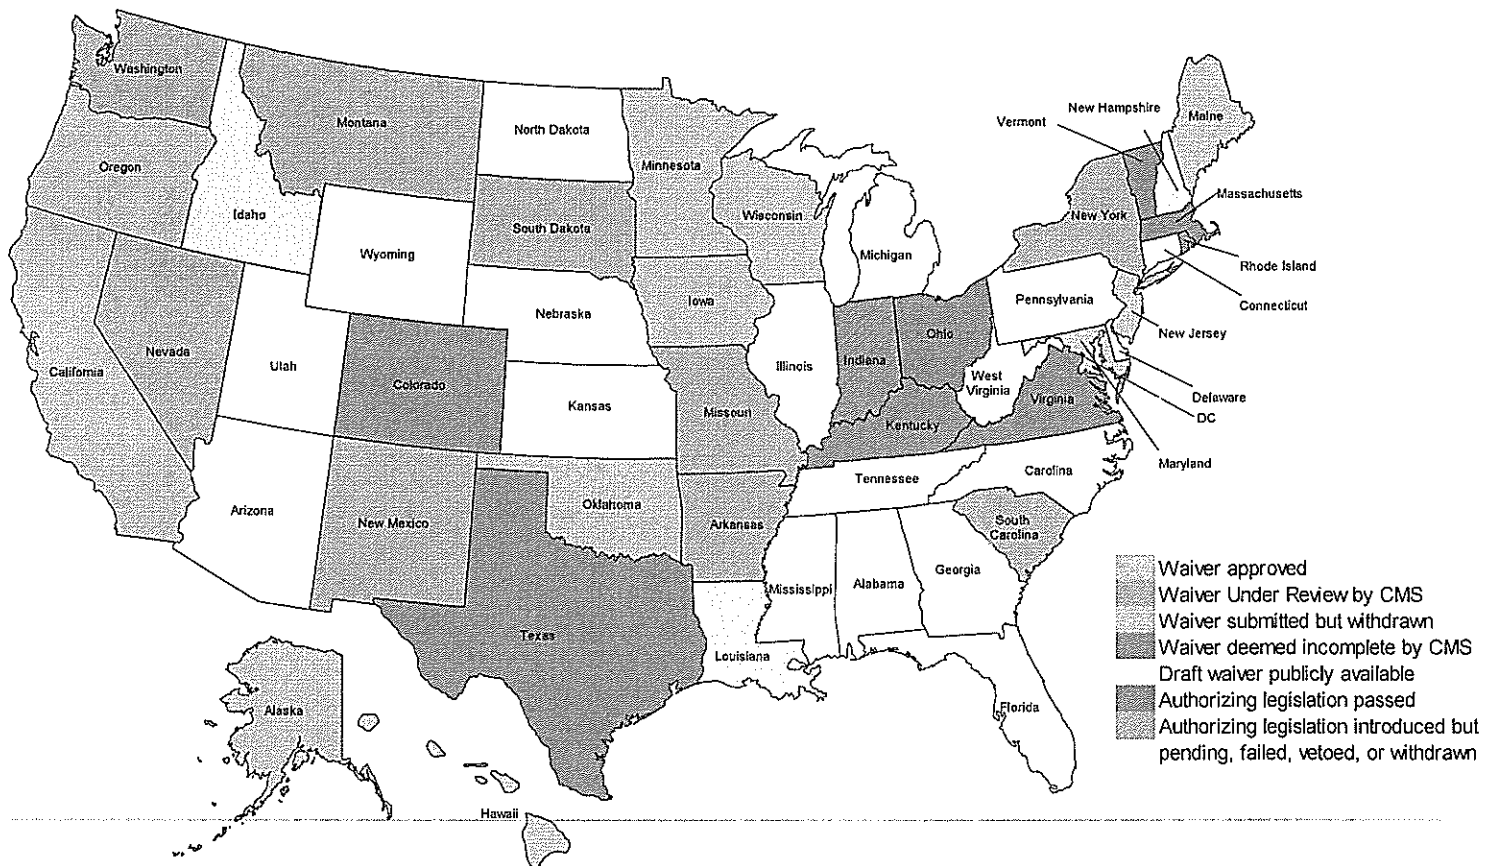 Washington
Montana
North Dakota
Minnesota
Oregon
Idaho
Wyoming
South Dakota
Wisconsin
Michigan
New Hampshire
Vermont
Maine
Massachusetts
New York
Rhode Island
Connecticut
Pennsylvania
New Jersey
Iowa
Nebraska
Nevada
California
Utah
Colorado
Kansas
Illinois
Indiana
Ohio
West
Virginia
Virginia
Delaware
DC
Maryland
Missouri
Kentucky
Tennessee
Carolina
Arizona
New Mexico
Oklahoma
Arkansas
South
Carolina
Mississippi
Alabama
Georgia
Texas
Louisiana
Florida
Alaska
Hawaii
Waiver approved
Waiver Under Review by CMS
Waiver submitted but withdrawn
Waiver deemed incomplete by CMS
Draft waiver publicly available
Authorizing legislation passed
Authorizing legislation introduced but
pending, failed, vetoed, or withdrawn